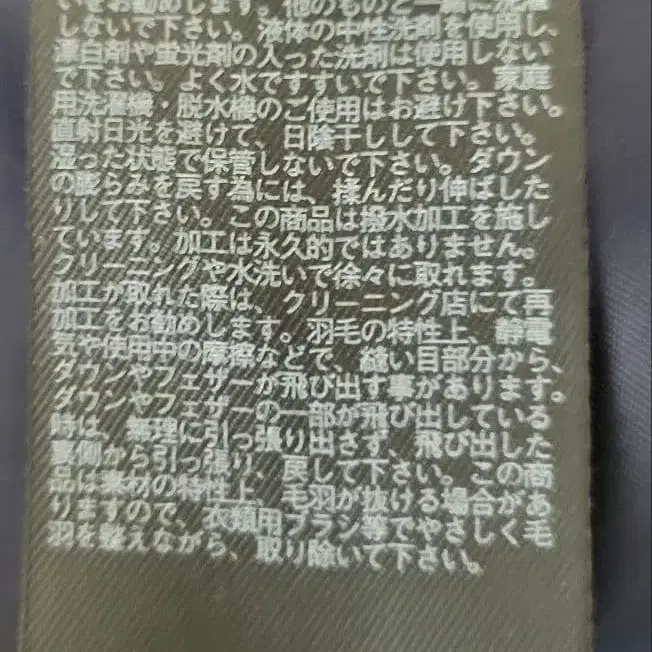 いをお勧めします。他のものと一緒に洗濯
しないで下さい。液体の中性洗剤を使用し、
漂白剤や蛍光剤の入った洗剤は使用しない
で下さい。よく水ですすいで下さい。家庭
用洗濯機・脱水機のご使用はお避け下さい。
直射日光を避けて、日陰干しして下さい。
湿った状態で保管しないで下さい。ダウン
の膨らみを戻す為には、揉んだり伸ばした
りして下さい。この商品は撥水加工を施し
ています。加工は永久的ではありません。
クリーニングや水洗いで徐々に取れます。
加工が取れた際は、クリーニング店にて再
加工をお勧めします。羽毛の特性上、静電
気や使用中の摩擦などで、縫い目部分から、
ダウンやフェザーが飛び出す事があります。
ダウンやフェザーの一部が飛び出している
時は、無理に引っ張り出さず、飛び出した
裏側から引っ張り、戻して下さい。この商
品は素材の特性上、毛羽が抜ける場合があ
りますので、衣類用ブラシ等でやさしく毛
羽を整えながら、取り除いて下さい。